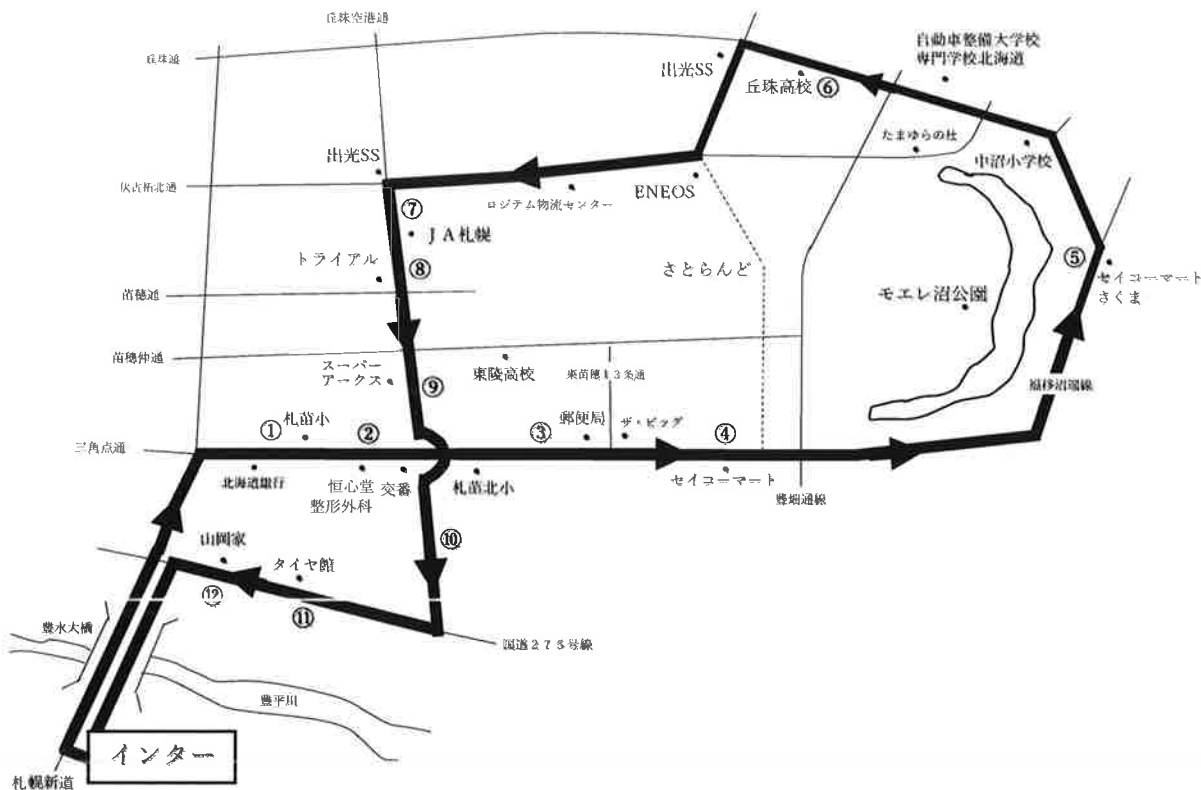 丘珠空港通
丘珠通
出光SS
自動車整備大学校
専門学校北海道
丘珠高校 ⑥
たまゆらの杜
中沼小学校
出光SS
伏古拓北通
ENEOS
ロジテム物流センター
⑦
JA札幌
トライアル
⑧
さとらんど
⑤
セイコーマート
さくま
モエレ沼公園
苗穂通
苗穂仲通
スーパー
アークス
⑨
東陵高校
東苗穂13条通
福移沼端線
三角点通
①
札苗小
②
③
郵便局
ザ・ビッグ
④
北海道銀行
恒心堂
整形外科
交番
札苗北小
セイコーマート
豊畑通線
山岡家
タイヤ館
⑩
⑫
⑪
国道275号線
豊水大橋
豊平川
インター
札幌新道